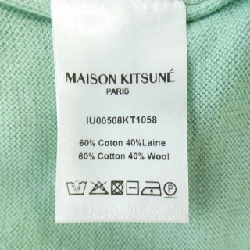 MAISON KITSUNÉ
PARIS
IU00508KT1058
60% Coton 40%Laine
60% Cotton 40% Wool